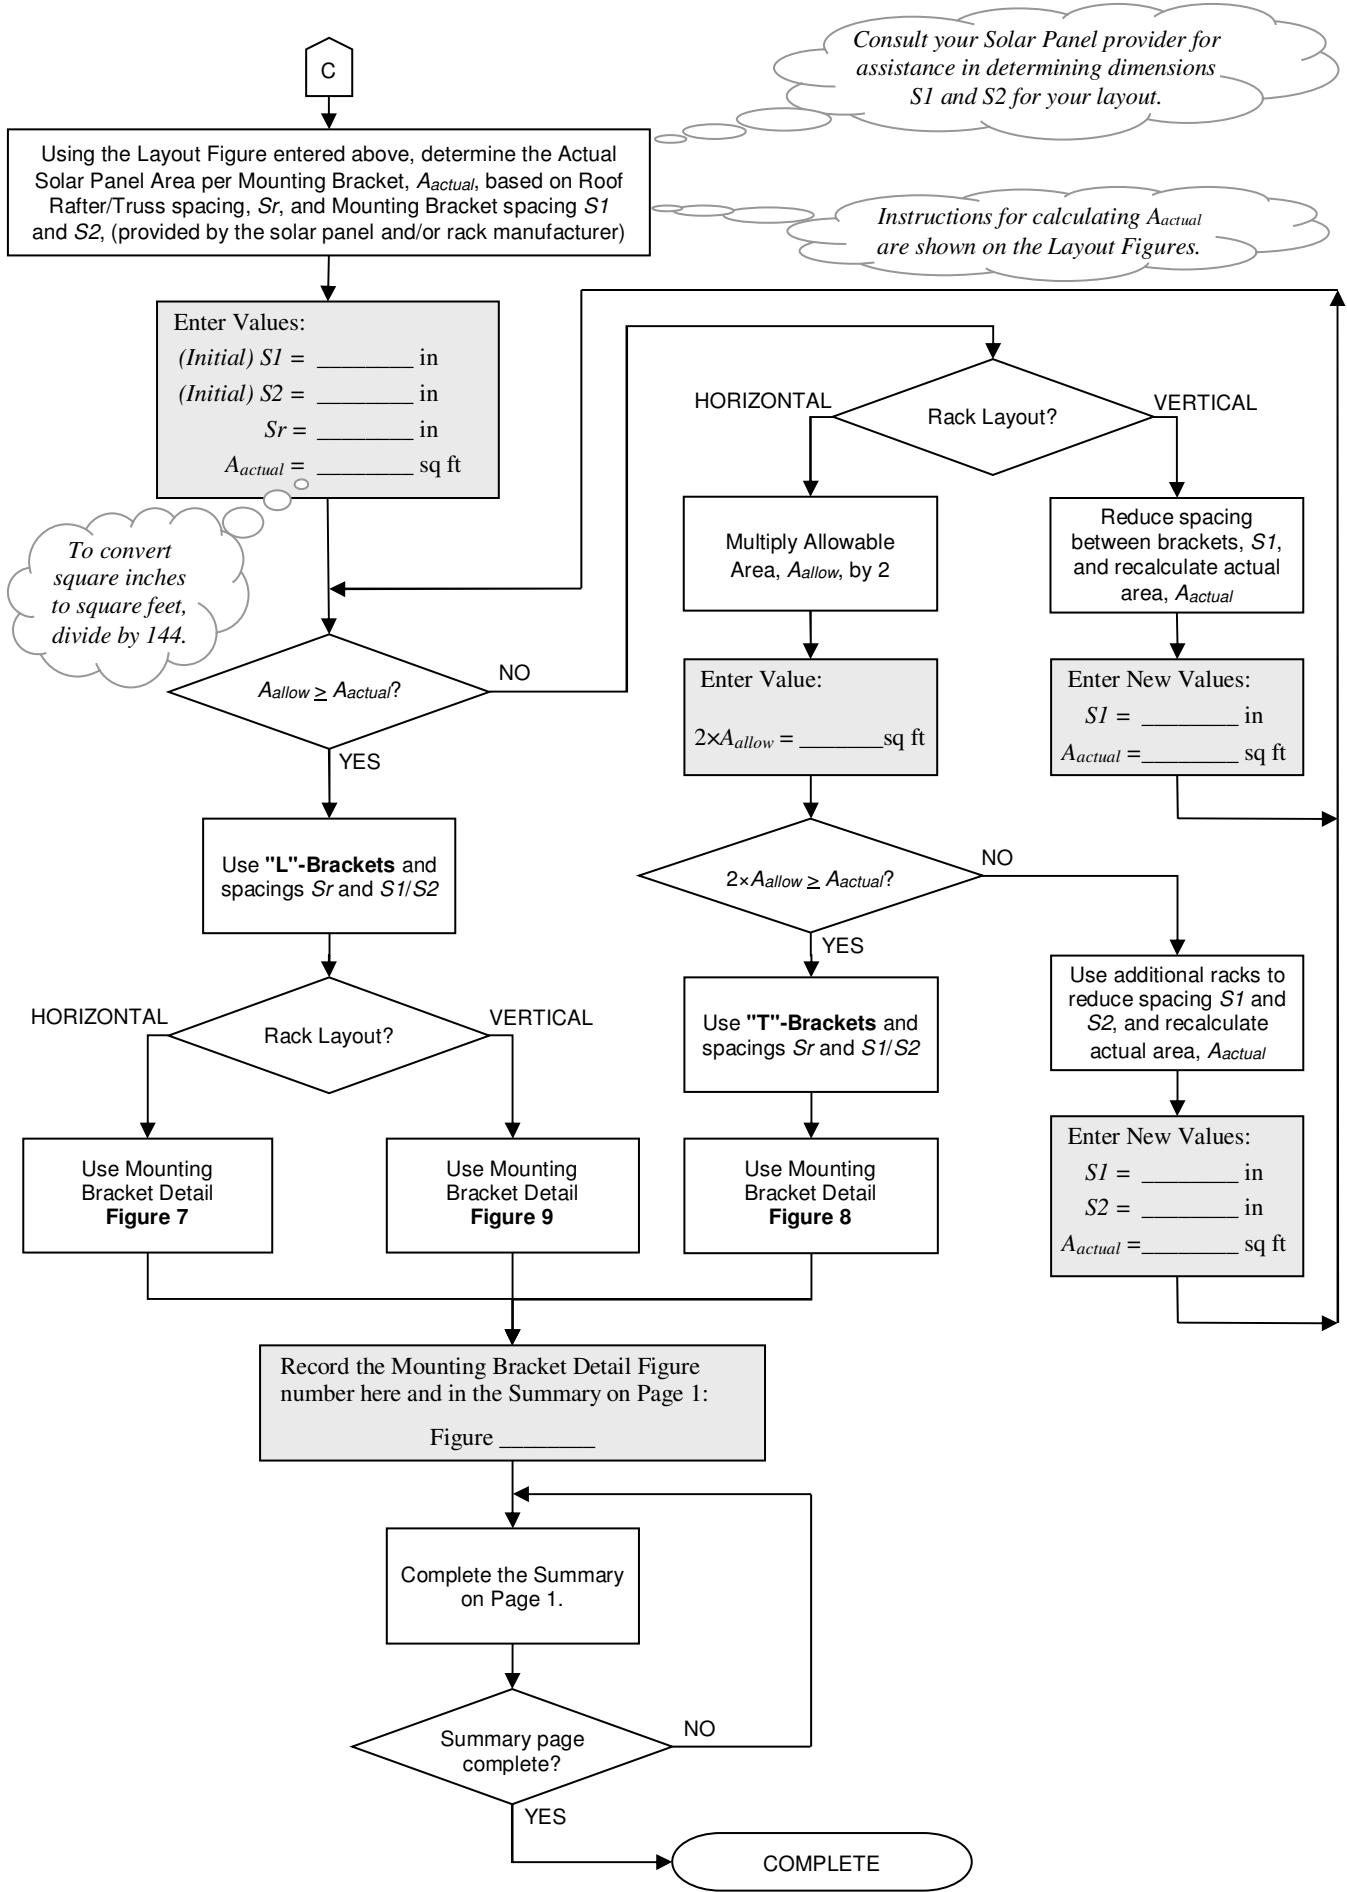 C
Consult your Solar Panel provider for
assistance in determining dimensions
S1 and S2 for your layout.
Using the Layout Figure entered above, determine the Actual
Solar Panel Area per Mounting Bracket, Aactual, based on Roof
Rafter/Truss spacing, Sr, and Mounting Bracket spacing S1
and S2, (provided by the solar panel and/or rack manufacturer)
Instructions for calculating Aactual
are shown on the Layout Figures.
Enter Values:
(Initial) S1 = ________ in
(Initial) S2 = ________ in
Sr = ________ in
Aactual = ________ sq ft
To convert
square inches
to square feet,
divide by 144.
Aallow ≥ Aactual?
NO
YES
Rack Layout?
HORIZONTAL
VERTICAL
Multiply Allowable
Area, Aallow, by 2
Reduce spacing
between brackets, S1,
and recalculate actual
area, Aactual
Enter Value:
2×Aallow = _______sq ft
Enter New Values:
S1 = ________ in
Aactual =________ sq ft
Use "L"-Brackets and
spacings Sr and S1/S2
2×Aallow ≥ Aactual?
NO
YES
Rack Layout?
HORIZONTAL
VERTICAL
Use "T"-Brackets and
spacings Sr and S1/S2
Use additional racks to
reduce spacing S1 and
S2, and recalculate
actual area, Aactual
Use Mounting
Bracket Detail
Figure 7
Use Mounting
Bracket Detail
Figure 9
Use Mounting
Bracket Detail
Figure 8
Enter New Values:
S1 = ________ in
S2 = ________ in
Aactual =________ sq ft
Record the Mounting Bracket Detail Figure
number here and in the Summary on Page 1:
Figure ________
Complete the Summary
on Page 1.
Summary page
complete?
NO
YES
COMPLETE